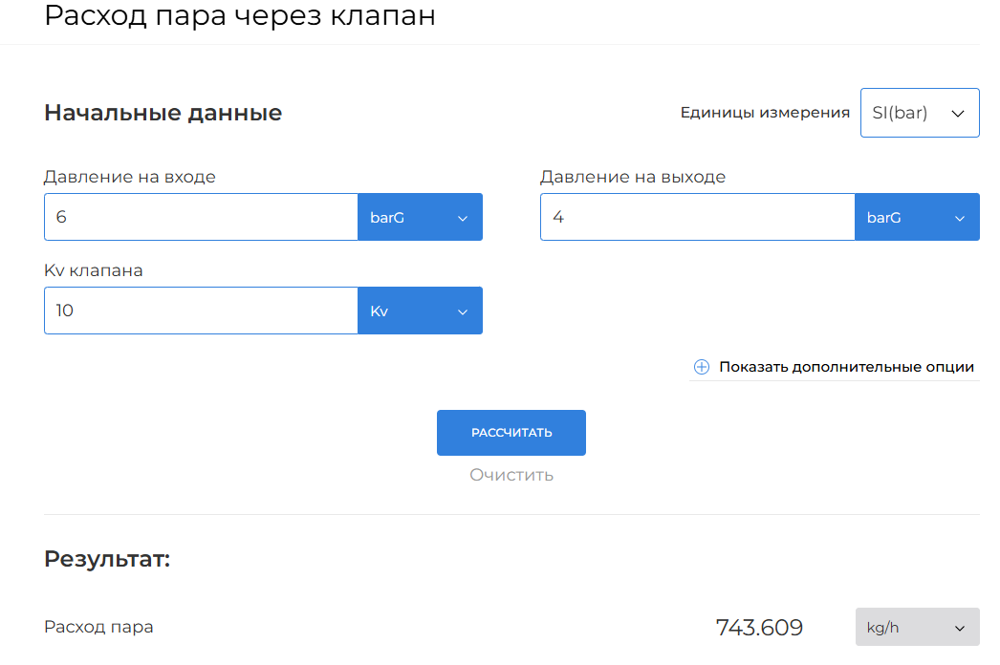 Расход пара через клапан
Начальные данные
Единицы измерения SI(bar)
Давление на входе Давление на выходе
6 barG 4 barG
Kv клапана
10 Kv
Показать дополнительные опции
РАССЧИТАТЬ
Очистить
Результат:
Расход пара 743.609 kg/h